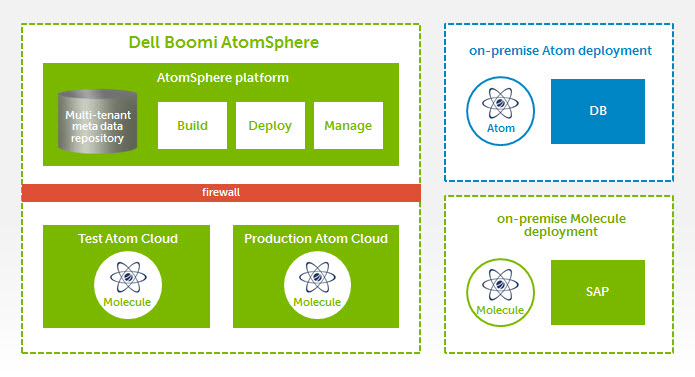 Dell Boomi AtomSphere
AtomSphere platform
Multi-tenant
meta data
repository
Build
Deploy
Manage
firewall
Test Atom Cloud
Molecule
Production Atom Cloud
Molecule
on-premise Atom deployment
Atom
DB
on-premise Molecule
deployment
Molecule
SAP